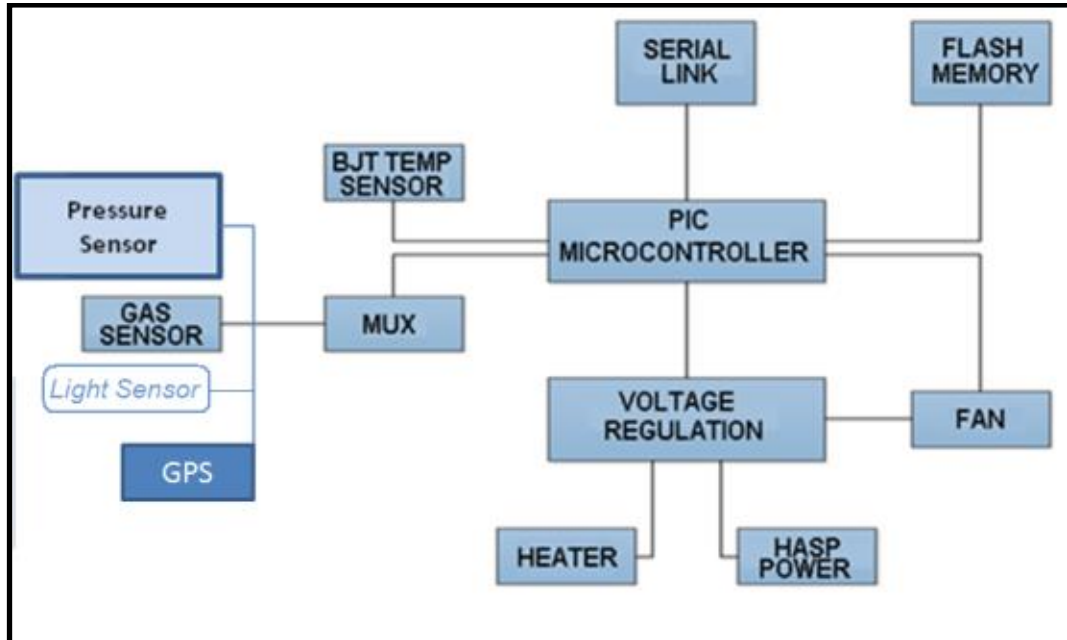 SERIAL
LINK
FLASH
MEMORY
BJT TEMP
SENSOR
Pressure
Sensor
PIC
MICROCONTROLLER
GAS
SENSOR
MUX
Light Sensor
VOLTAGE
REGULATION
FAN
GPS
HEATER
HASP
POWER